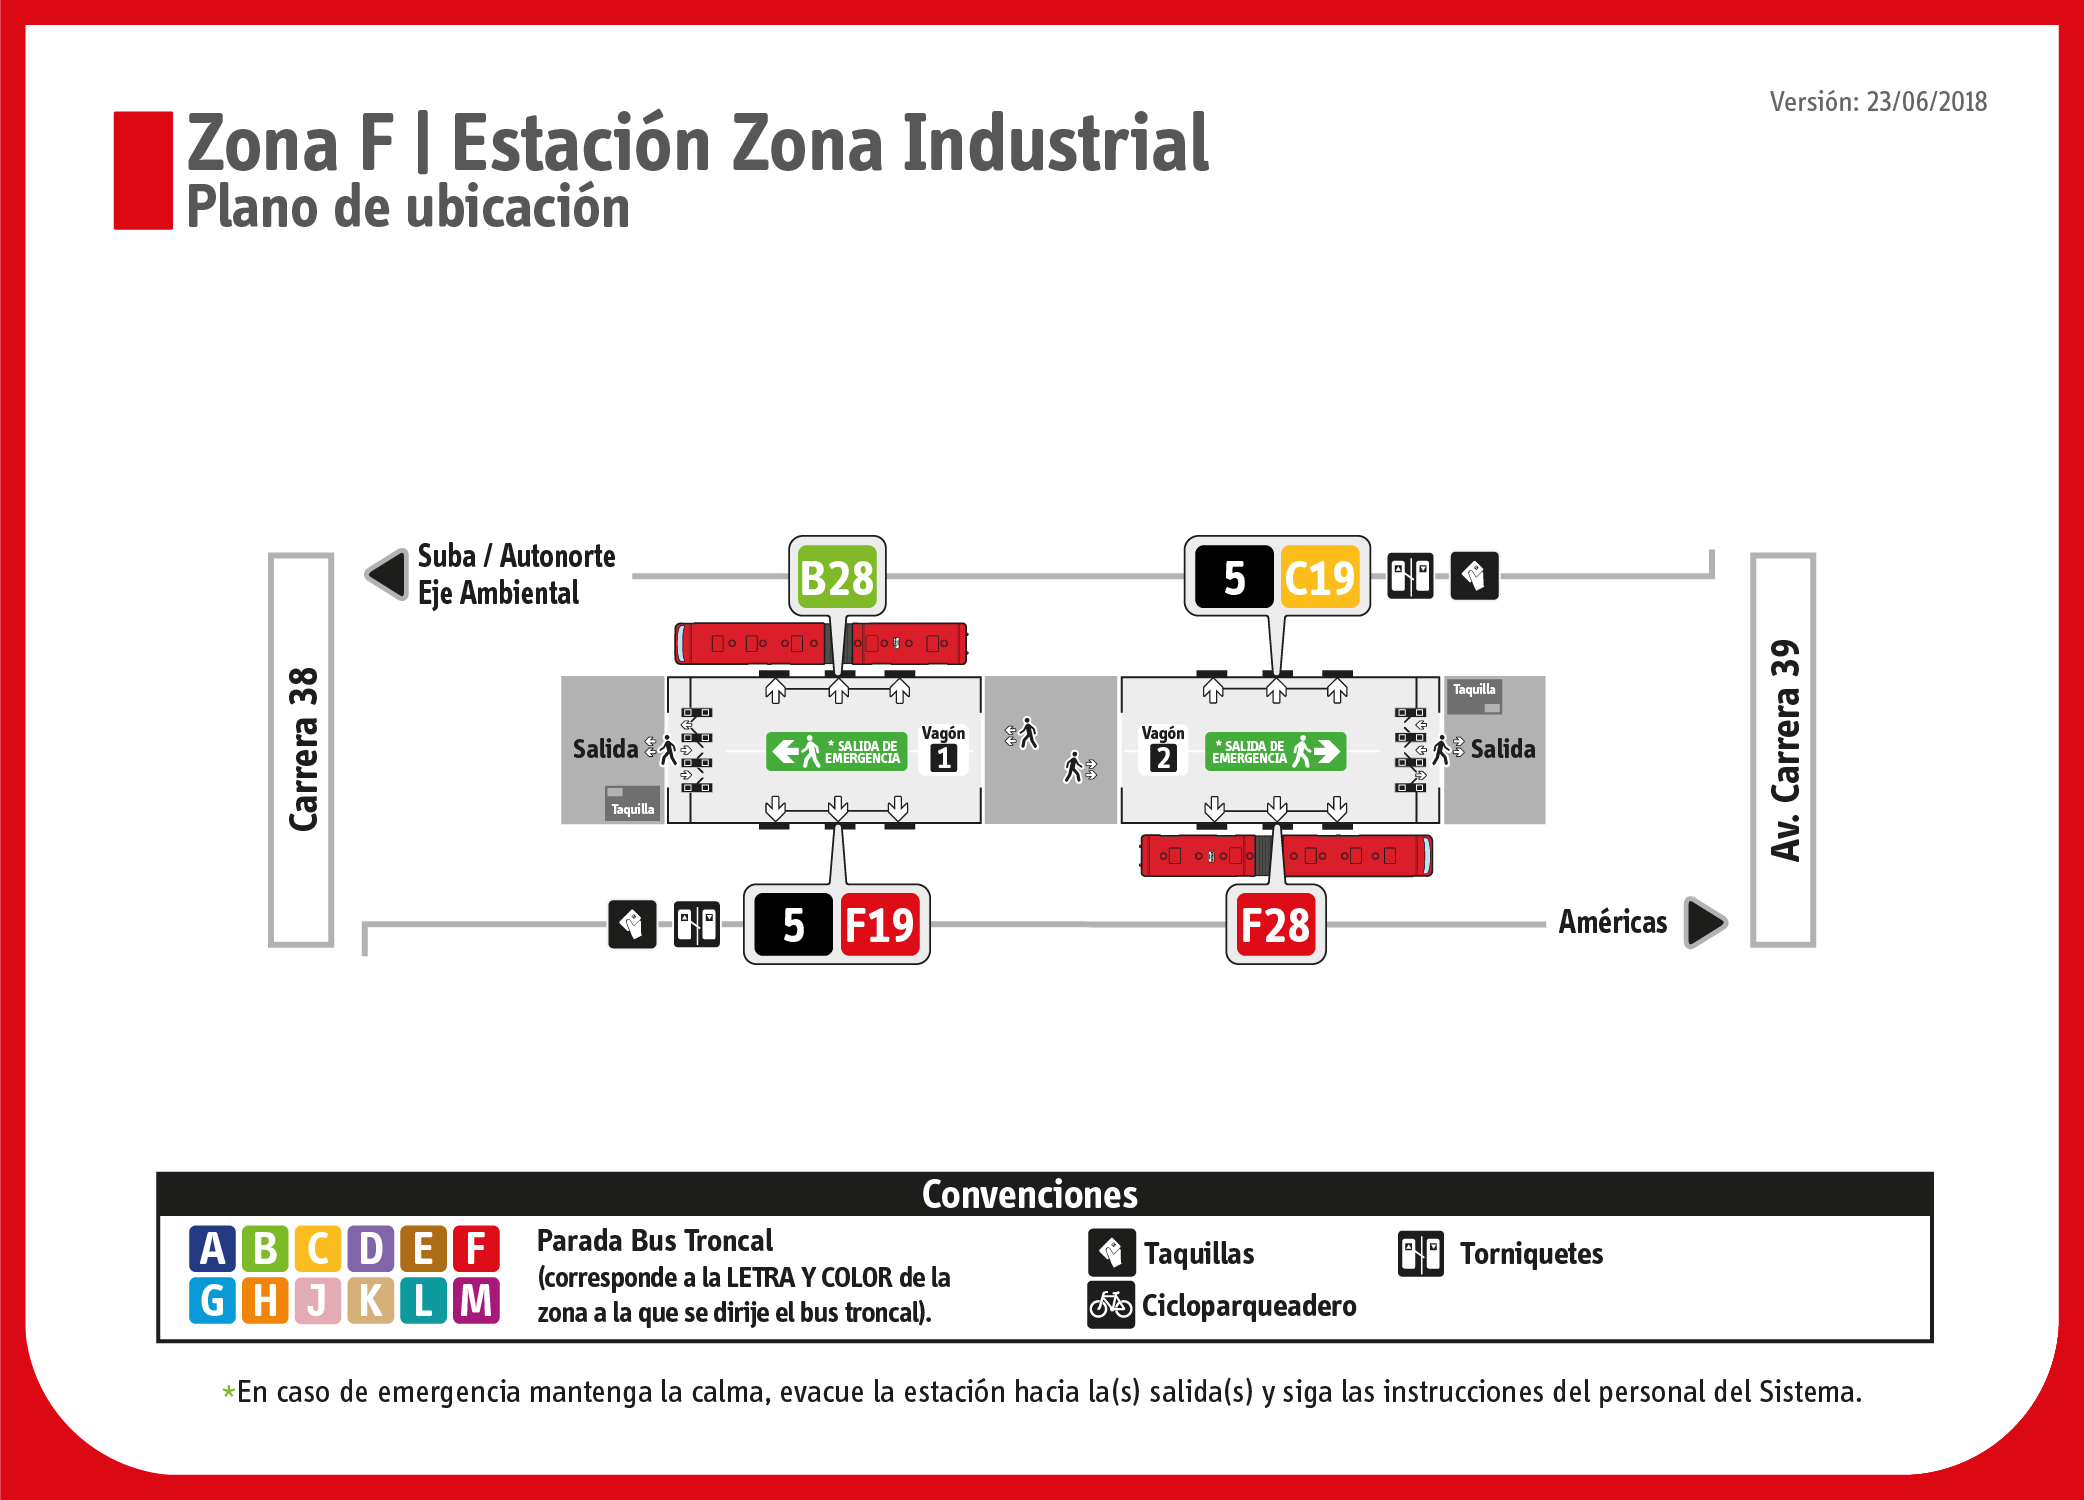 Versión: 23/06/2018
Zona F | Estación Zona Industrial
Plano de ubicación
Suba / Autonorte
Eje Ambiental
B28
5 C19
Carrera 38
Av. Carrera 39
Salida
Taquilla
* SALIDA DE
EMERGENCIA
Vagón
1
Vagón
2
* SALIDA DE
EMERGENCIA
Taquilla
Salida
5 F19
F28
Américas
Convenciones
A B C D E F
G H J K L M
Parada Bus Troncal
(corresponde a la LETRA Y COLOR de la
zona a la que se dirije el bus troncal).
Taquillas
Torniquetes
Cicloparqueadero
*En caso de emergencia mantenga la calma, evacue la estación hacia la(s) salida(s) y siga las instrucciones del personal del Sistema.